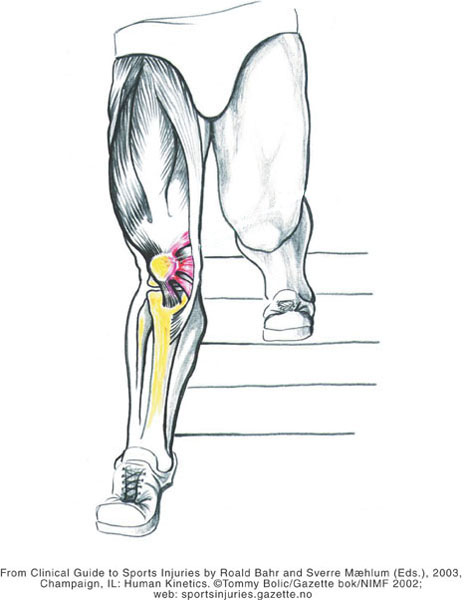 From Clinical Guide to Sports Injuries by Roald Bahr and Sverre Mæhlum (Eds.), 2003,
Champaign, IL: Human Kinetics. ©Tommy Bolic/Gazette bok/NIMF 2002;
web: sportsinjuries.gazette.no